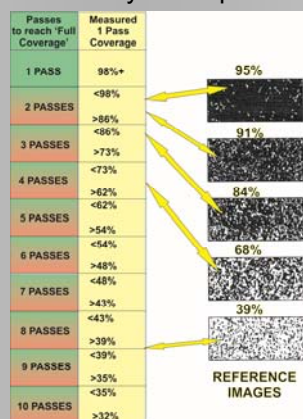 Passes
to reach 'Full
Coverage'
Measured
1 Pass
Coverage
1 PASS
98%+
2 PASSES
<98%
>86%
3 PASSES
<86%
>73%
4 PASSES
<73%
>62%
5 PASSES
<62%
>54%
6 PASSES
<54%
>48%
7 PASSES
<48%
>43%
8 PASSES
<43%
>39%
9 PASSES
<39%
>35%
10 PASSES
<35%
>32%
95%
91%
84%
68%
39%
REFERENCE
IMAGES